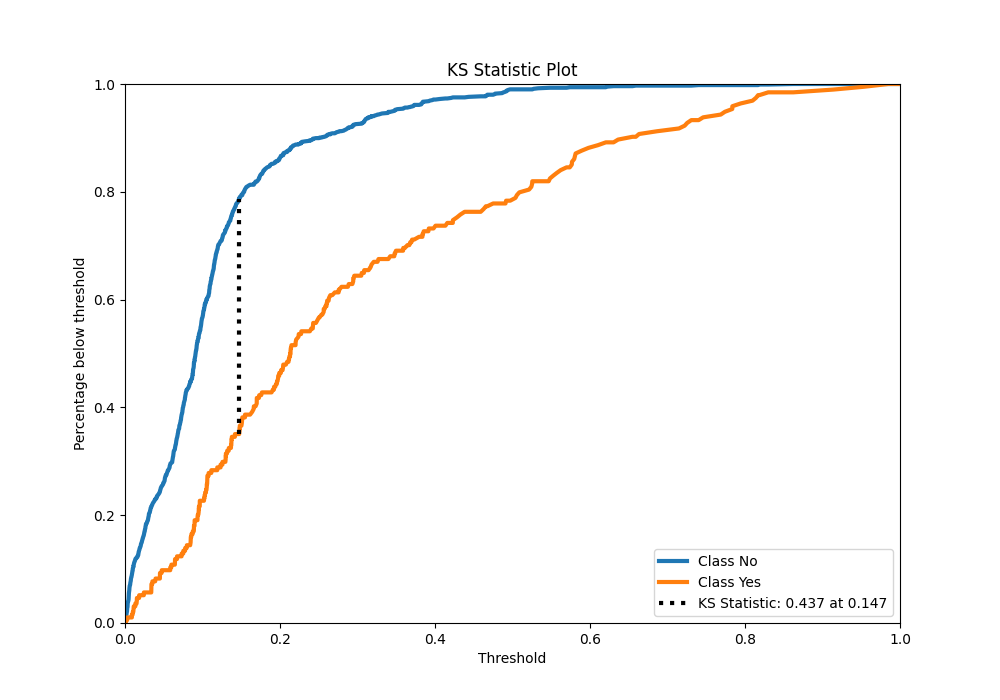 KS Statistic Plot
1.0
0.8
0.6
0.4
0.2
0.0
Percentage below threshold
0.0 0.2 0.4 0.6 0.8 1.0
Threshold
Class No
Class Yes
KS Statistic: 0.437 at 0.147